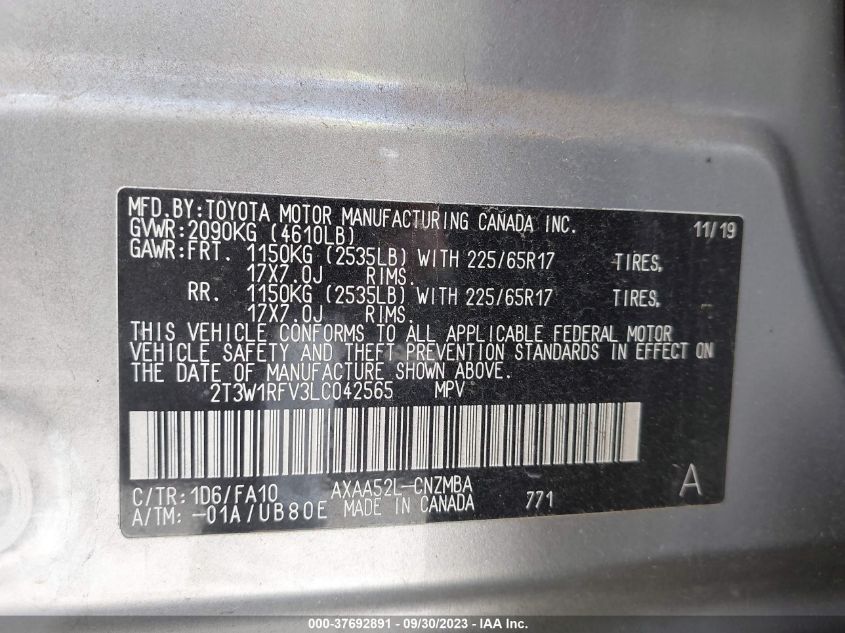 MFD.BY:TOYOTA MOTOR MANUFACTURING CANADA INC. 11/19
GVWR:2090KG (4610LB)
GAWR:FRT. 1150KG (2535LB) WITH 225/65R17 TIRES,
17X7.0J RIMS.
RR. 1150KG (2535LB) WITH 225/65R17 TIRES,
17X7.0J RIMS.
THIS VEHICLE CONFORMS TO ALL APPLICABLE FEDERAL MOTOR
VEHICLE SAFETY AND THEFT PREVENTION STANDARDS IN EFFECT ON
THE DATE OF MANUFACTURE SHOWN ABOVE.
2T3W1RFV3LC042565 MPV
C/TR:1D6/FA10 AXAA52L-CNZMBA A
A/TM: -01A/UB80E MADE IN CANADA 771
000-37692891 - 09/30/2023 - Copyright © 2023 - IAA, Inc.